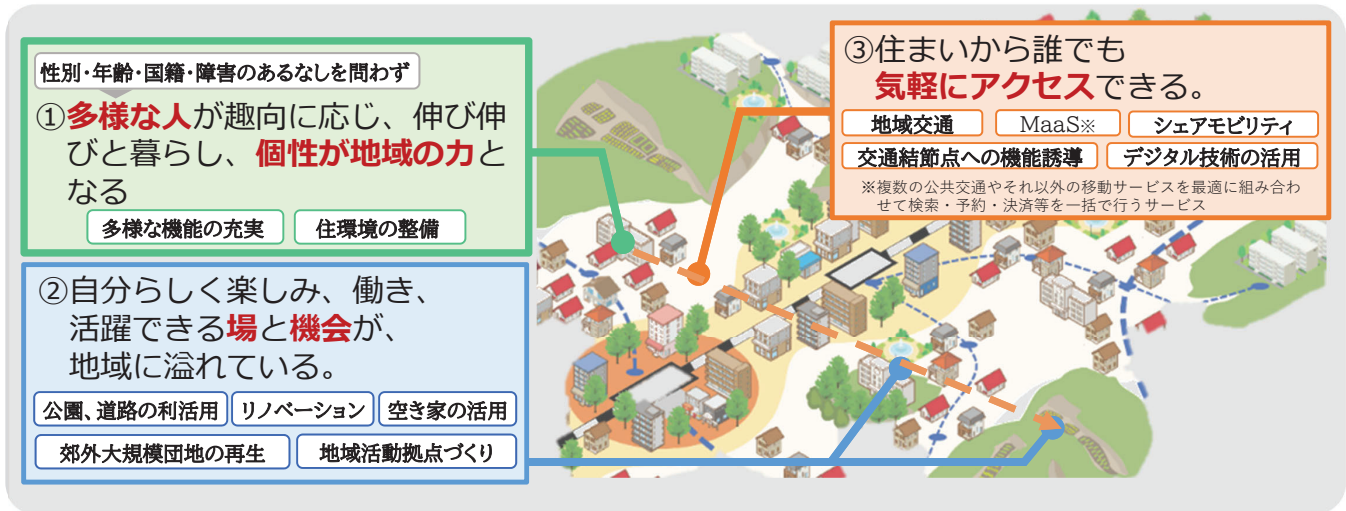 性別・年齢・国籍・障害のあるなしを問わず
①多様な人が趣向に応じ、伸び伸
びと暮らし、個性が地域の力と
なる
多様な機能の充実
住環境の整備
②自分らしく楽しみ、働き、
活躍できる場と機会が、
地域に溢れている。
公園、道路の利活用
リノベーション
空き家の活用
郊外大規模団地の再生
地域活動拠点づくり
③住まいから誰でも
気軽にアクセスできる。
地域交通
MaaS※
シェアモビリティ
交通結節点への機能誘導
デジタル技術の活用
※複数の公共交通やそれ以外の移動サービスを最適に組み合わ
せて検索・予約・決済等を一括で行うサービス